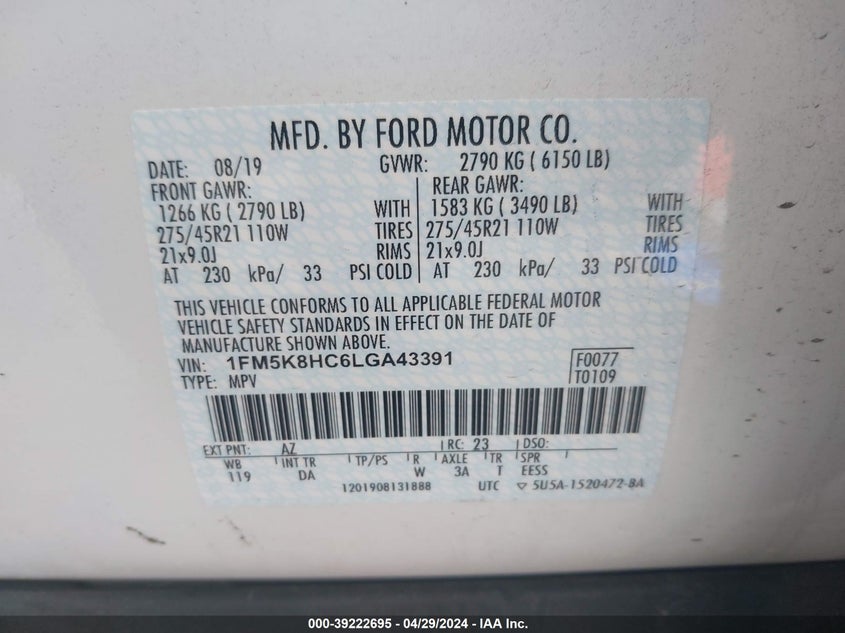 MFD. BY FORD MOTOR CO.
DATE: 08/19 GVWR: 2790 KG ( 6150 LB)
FRONT GAWR: REAR GAWR:
1266 KG ( 2790 LB) WITH 1583 KG ( 3490 LB) WITH
275/45R21 110W TIRES 275/45R21 110W TIRES
21x9.0J RIMS 21x9.0J RIMS
AT 230 kPa/ 33 PSI COLD AT 230 kPa/ 33 PSI COLD
THIS VEHICLE CONFORMS TO ALL APPLICABLE FEDERAL MOTOR
VEHICLE SAFETY STANDARDS IN EFFECT ON THE DATE OF
MANUFACTURE SHOWN ABOVE.
VIN: 1FM5K8HC6LGA43391 F0077
TYPE: MPV T0109
EXT PNT: AZ RC: 23 DSO:
WB INT TR TP/PS R AXLE TR SPR
119 DA W 3A T EESS
1201908131888 UTC ▽ 5U5A-1520472-BA
000-39222695 - 04/29/2024 - IAA Inc.